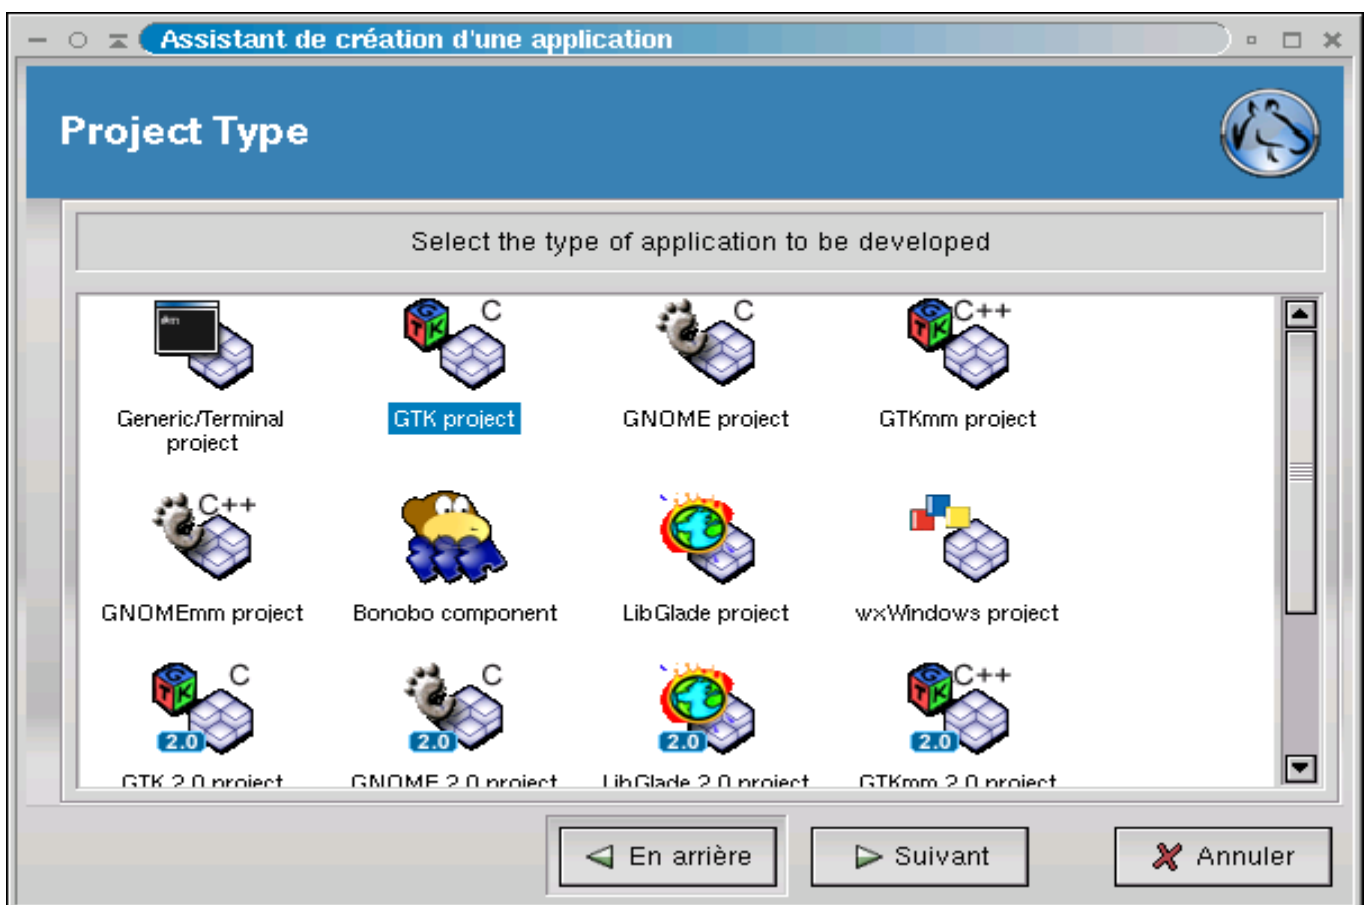 Assistant de création d'une application
Project Type
Select the type of application to be developed
C
C
C++
Generic/Terminal
project
GTK project
GNOME project
GTKmm project
C++
GNOMEmm project
Bonobo component
LibGlade project
wxWindows project
C
C
C++
2.0
2.0
2.0
2.0
GTK 2.0 project
GNOME 2.0 project
LibGlade 2.0 project
GTKmm 2.0 project
En arrière
Suivant
Annuler